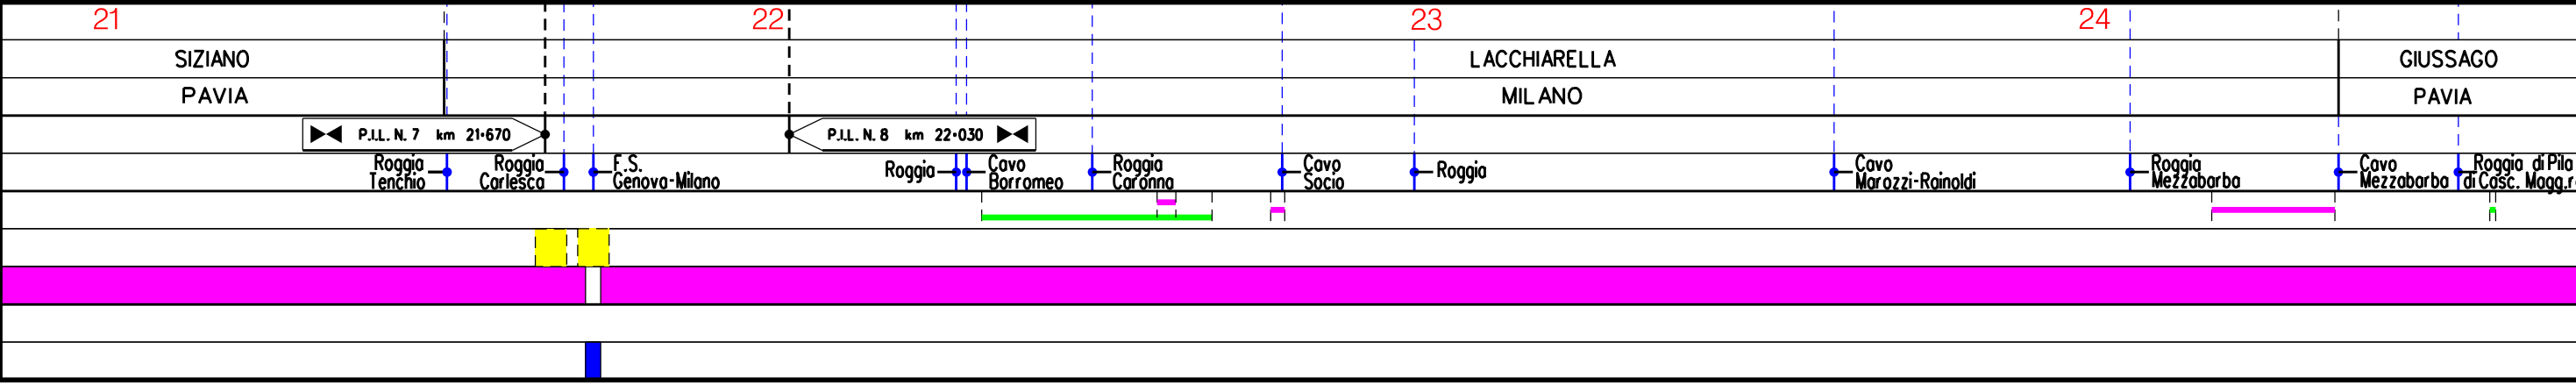 21 22 23 24
SIZIANO LACCHIARELLA GIUSSAGO
PAVIA MILANO PAVIA
P.I.L. N. 7 km 21+670 P.I.L. N. 8 km 22+030
Roggia Tenchio
Roggia Carlesca
F.S. Genova-Milano
Roggia
Cavo Borromeo
Roggia Caronna
Cavo Socio
Roggia
Cavo Marozzi-Rainoldi
Roggia Mezzabarba
Cavo Mezzabarba
Roggia di Pila
di Casc. Magg.r